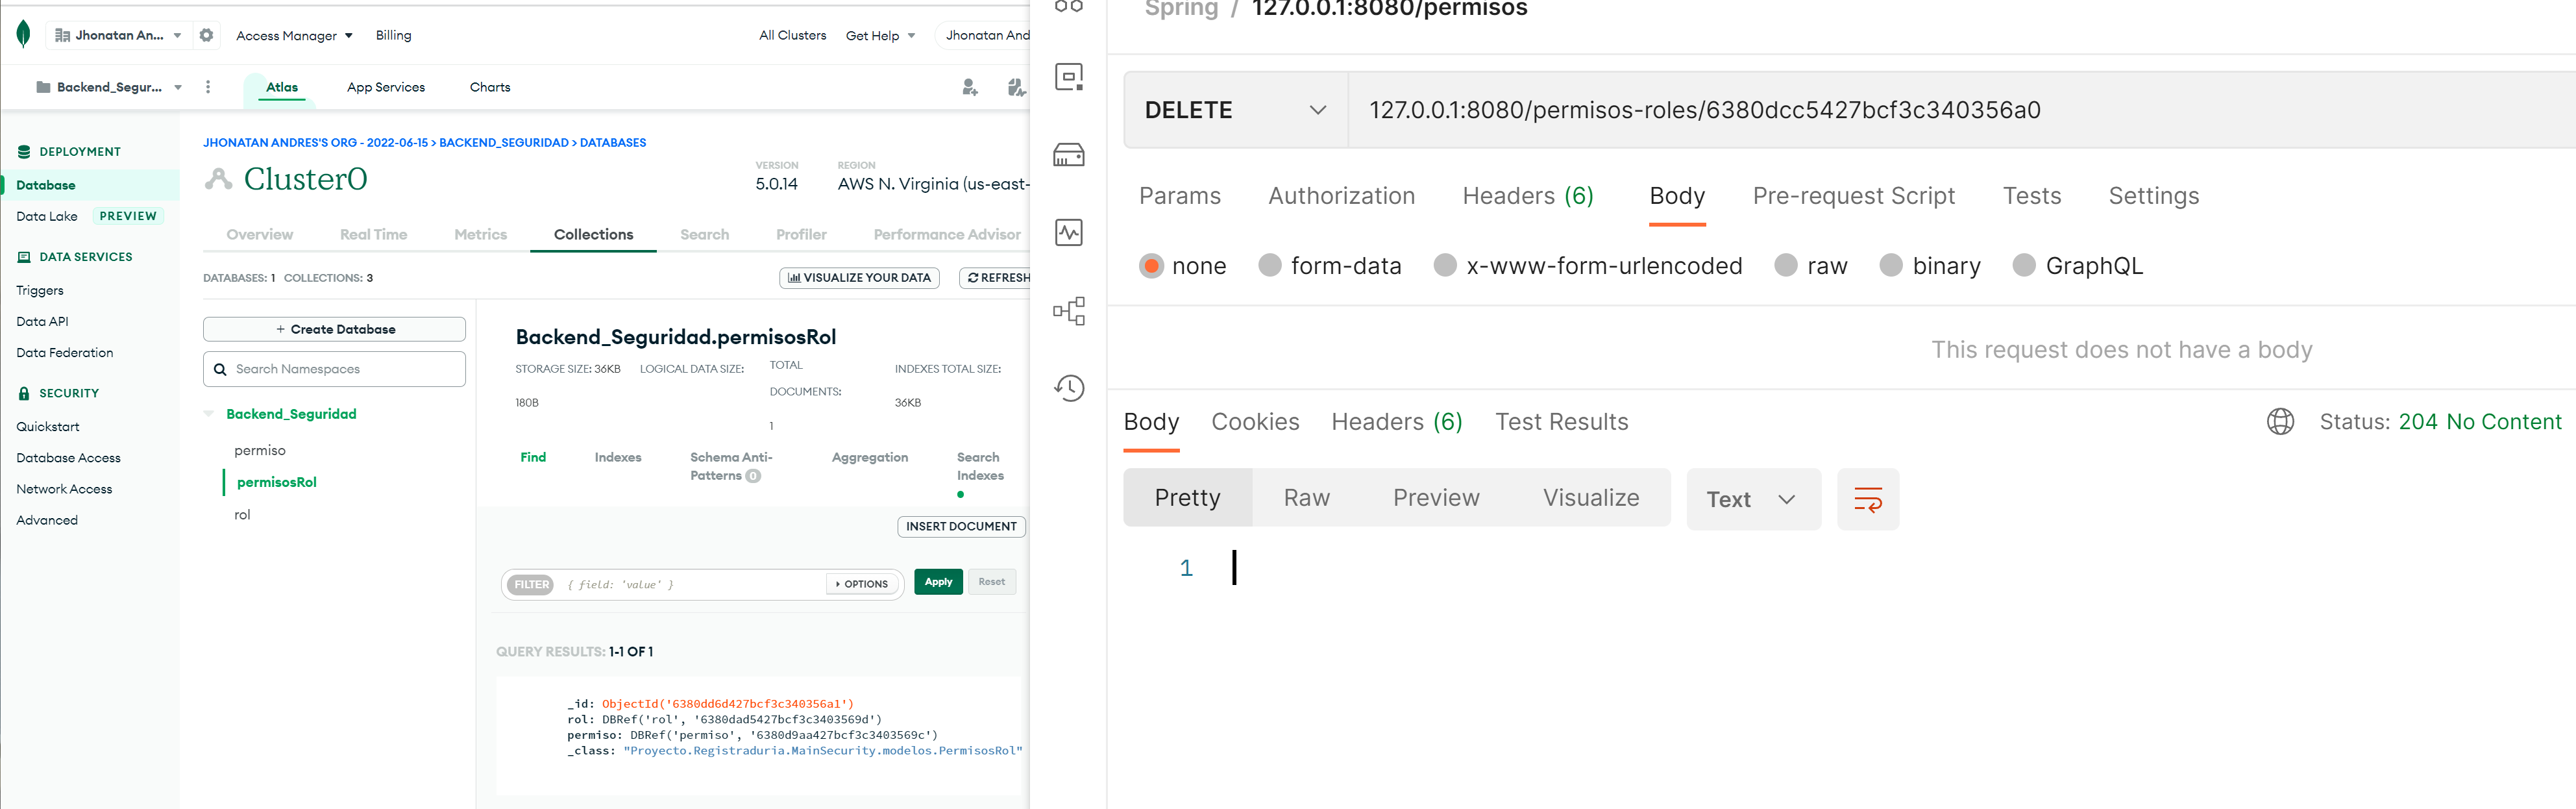 Jhonatan An...
Access Manager
Billing
All Clusters
Get Help
Jhonatan And
Backend_Segur...
Atlas
App Services
Charts
DEPLOYMENT
Database
Data Lake PREVIEW
DATA SERVICES
Triggers
Data API
Data Federation
SECURITY
Quickstart
Database Access
Network Access
Advanced
JHONATAN ANDRES'S ORG - 2022-06-15 > BACKEND_SEGURIDAD > DATABASES
Cluster0
VERSION
5.0.14
REGION
AWS N. Virginia (us-east-
Overview
Real Time
Metrics
Collections
Search
Profiler
Performance Advisor
DATABASES: 1 COLLECTIONS: 3
VISUALIZE YOUR DATA
REFRESH
+ Create Database
Search Namespaces
Backend_Seguridad
permiso
permisosRol
rol
Backend_Seguridad.permisosRol
STORAGE SIZE: 36KB
LOGICAL DATA SIZE: 180B
TOTAL DOCUMENTS: 1
INDEXES TOTAL SIZE: 36KB
Find
Indexes
Schema Anti-Patterns 0
Aggregation
Search Indexes
INSERT DOCUMENT
FILTER { field: 'value' }
OPTIONS
Apply
Reset
QUERY RESULTS: 1-1 OF 1
_id: ObjectId('6380dd6d427bcf3c340356a1')
rol: DBRef('rol', '6380dad5427bcf3c3403569d')
permiso: DBRef('permiso', '6380d9aa427bcf3c3403569c')
_class: "Proyecto.Registraduria.MainSecurity.modelos.PermisosRol"
Spring / 127.0.0.1:8080/permisos
DELETE
127.0.0.1:8080/permisos-roles/6380dcc5427bcf3c340356a0
Params
Authorization
Headers (6)
Body
Pre-request Script
Tests
Settings
none
form-data
x-www-form-urlencoded
raw
binary
GraphQL
This request does not have a body
Body
Cookies
Headers (6)
Test Results
Status: 204 No Content
Pretty
Raw
Preview
Visualize
Text
1